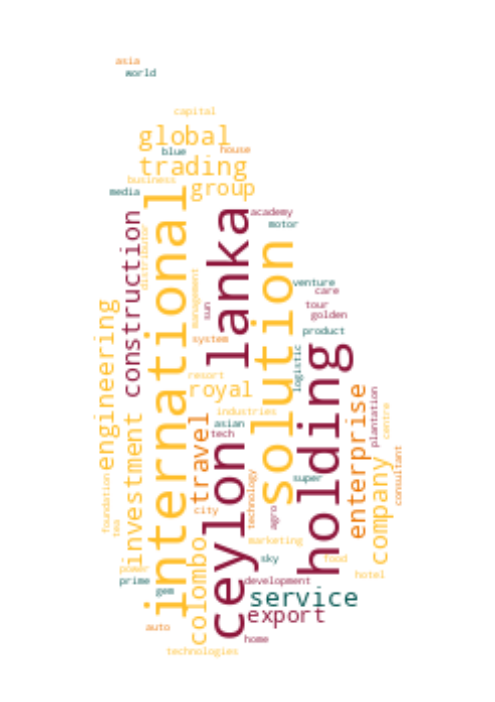 asia
world
capital
global
blue
house
trading
business
media
group
international
ceylon
lanka
academy
motor
construction
distributor
solution
management
venture
care
sun
tour
golden
product
system
engineering
logistic
holding
resort
royal
industries
enterprise
plantation
centre
investment
travel
asian
tech
company
consultant
foundation
technology
super
city
agro
tea
marketing
colombo
sky
food
power
prime
hotel
development
gem
service
export
auto
home
technologies